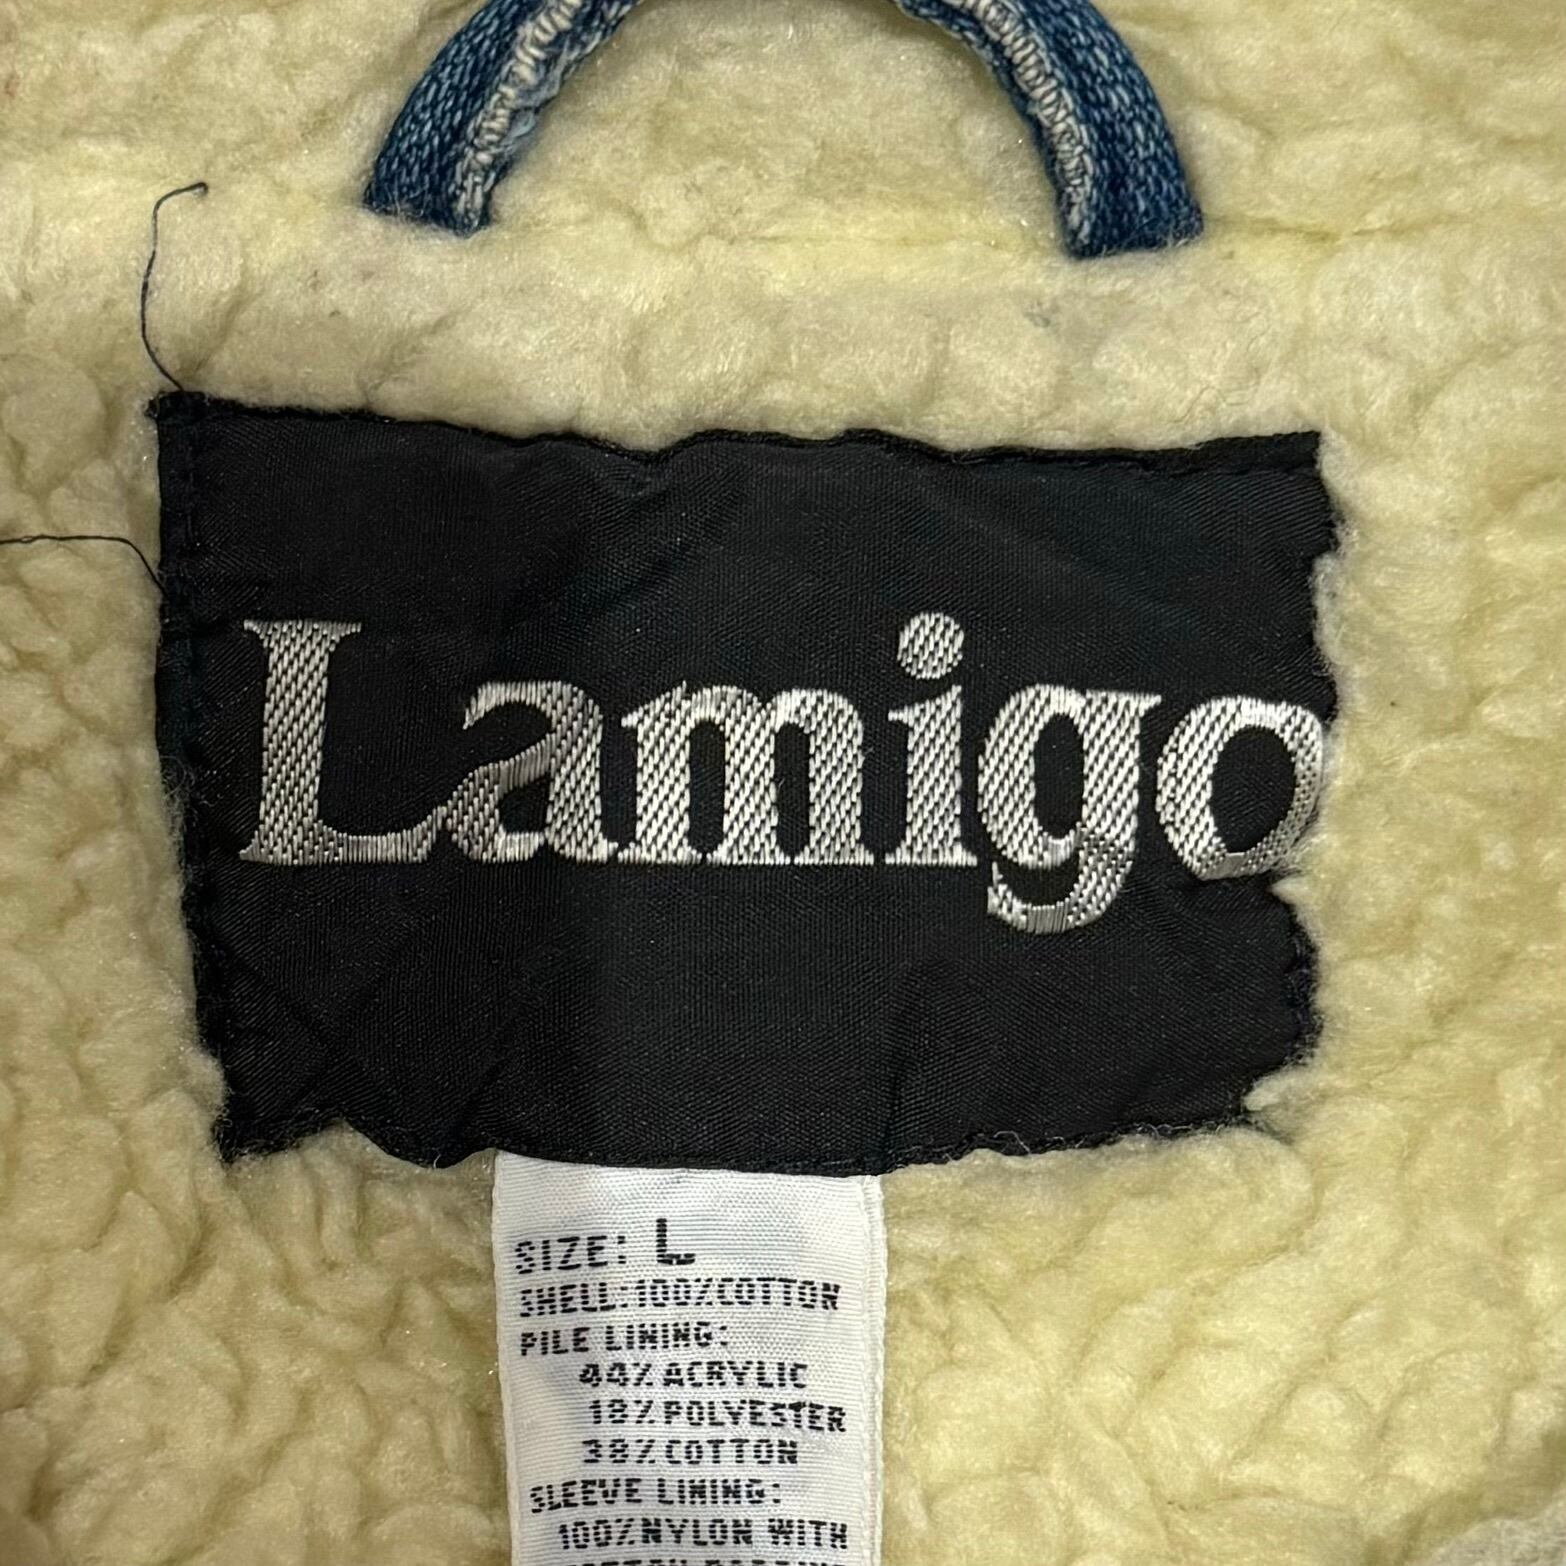 Lamigo
SIZE: L
SHELL:100%COTTON
PILE LINING:
44% ACRYLIC
18% POLYESTER
38% COTTON
SLEEVE LINING:
100% NYLON WITH